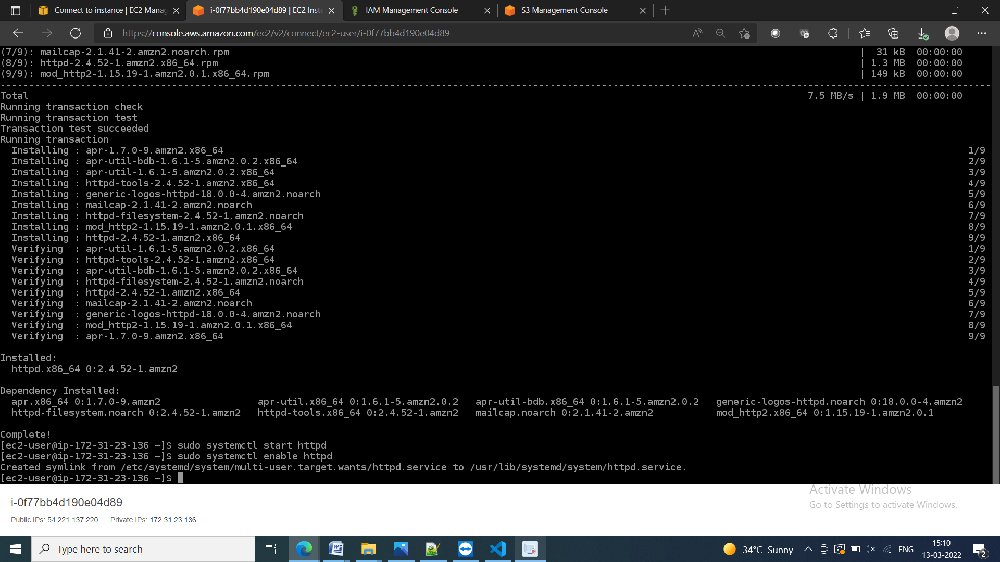 Connect to instance | EC2 Manag
i-0f77bb4d190e04d89 | EC2 Insta
IAM Management Console
S3 Management Console
https://console.aws.amazon.com/ec2/v2/connect/ec2-user/i-0f77bb4d190e04d89
(7/9): mailcap-2.1.41-2.amzn2.noarch.rpm | 31 kB 00:00:00
(8/9): httpd-2.4.52-1.amzn2.x86_64.rpm | 1.3 MB 00:00:00
(9/9): mod_http2-1.15.19-1.amzn2.0.1.x86_64.rpm | 149 kB 00:00:00
Total 7.5 MB/s | 1.9 MB 00:00:00
Running transaction check
Running transaction test
Transaction test succeeded
Running transaction
Installing : apr-1.7.0-9.amzn2.x86_64 1/9
Installing : apr-util-bdb-1.6.1-5.amzn2.0.2.x86_64 2/9
Installing : apr-util-1.6.1-5.amzn2.0.2.x86_64 3/9
Installing : httpd-tools-2.4.52-1.amzn2.x86_64 4/9
Installing : generic-logos-httpd-18.0.0-4.amzn2.noarch 5/9
Installing : mailcap-2.1.41-2.amzn2.noarch 6/9
Installing : httpd-filesystem-2.4.52-1.amzn2.noarch 7/9
Installing : mod_http2-1.15.19-1.amzn2.0.1.x86_64 8/9
Installing : httpd-2.4.52-1.amzn2.x86_64 9/9
Verifying : apr-util-1.6.1-5.amzn2.0.2.x86_64 1/9
Verifying : httpd-tools-2.4.52-1.amzn2.x86_64 2/9
Verifying : apr-util-bdb-1.6.1-5.amzn2.0.2.x86_64 3/9
Verifying : httpd-filesystem-2.4.52-1.amzn2.noarch 4/9
Verifying : httpd-2.4.52-1.amzn2.x86_64 5/9
Verifying : mailcap-2.1.41-2.amzn2.noarch 6/9
Verifying : generic-logos-httpd-18.0.0-4.amzn2.noarch 7/9
Verifying : mod_http2-1.15.19-1.amzn2.0.1.x86_64 8/9
Verifying : apr-1.7.0-9.amzn2.x86_64 9/9
Installed:
httpd.x86_64 0:2.4.52-1.amzn2
Dependency Installed:
apr.x86_64 0:1.7.0-9.amzn2 apr-util.x86_64 0:1.6.1-5.amzn2.0.2 apr-util-bdb.x86_64 0:1.6.1-5.amzn2.0.2 generic-logos-httpd.noarch 0:18.0.0-4.amzn2
httpd-filesystem.noarch 0:2.4.52-1.amzn2 httpd-tools.x86_64 0:2.4.52-1.amzn2 mailcap.noarch 0:2.1.41-2.amzn2 mod_http2.x86_64 0:1.15.19-1.amzn2.0.1
Complete!
[ec2-user@ip-172-31-23-136 ~]$ sudo systemctl start httpd
[ec2-user@ip-172-31-23-136 ~]$ sudo systemctl enable httpd
Created symlink from /etc/systemd/system/multi-user.target.wants/httpd.service to /usr/lib/systemd/system/httpd.service.
[ec2-user@ip-172-31-23-136 ~]$
Activate Windows
Go to Settings to activate Windows.
i-0f77bb4d190e04d89
Public IPs: 54.221.137.220 Private IPs: 172.31.23.136
Type here to search
34°C Sunny
ENG
15:10
13-03-2022
2